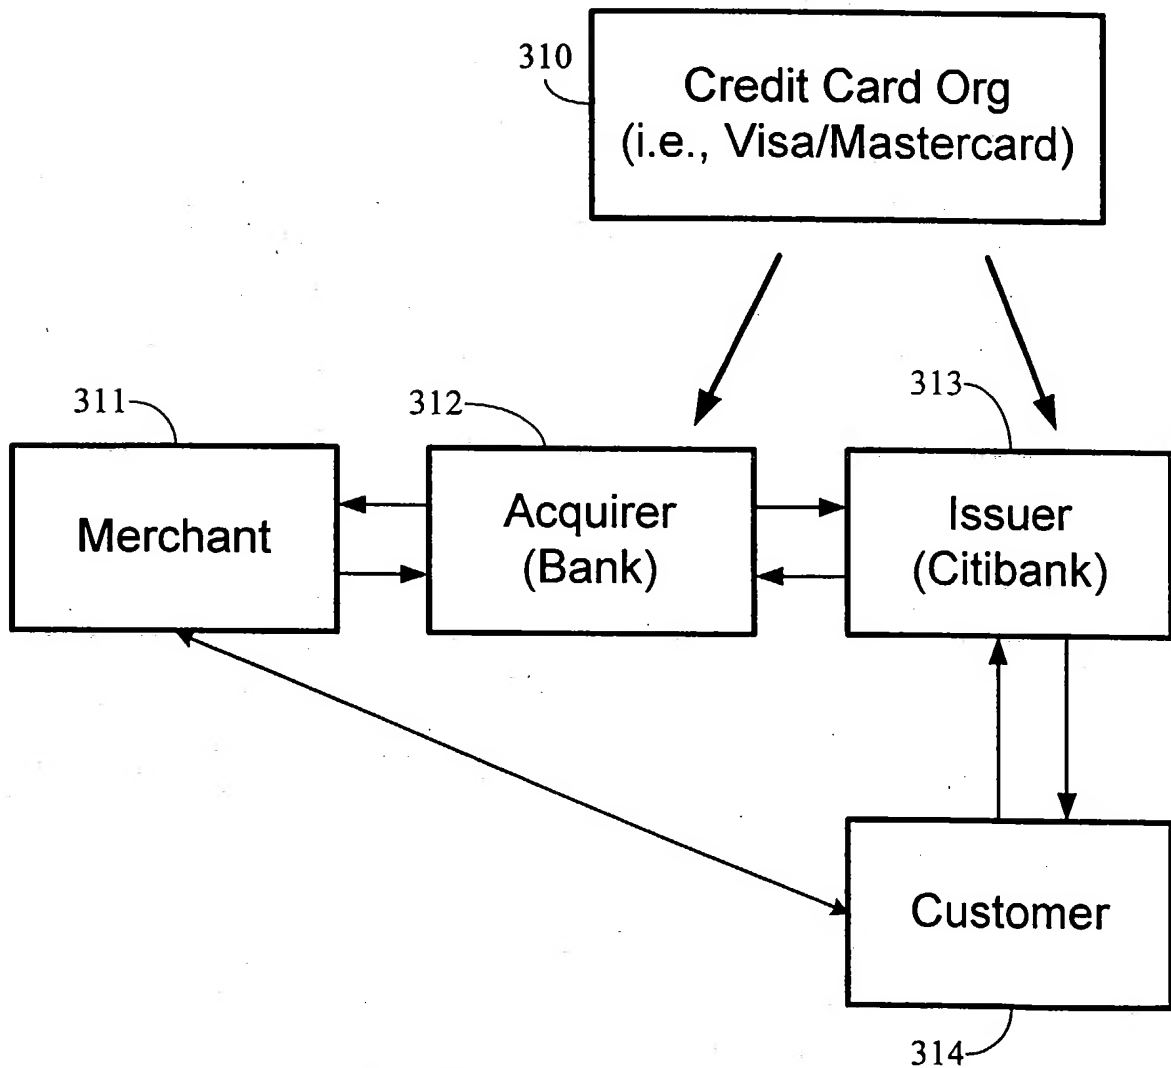 310
Credit Card Org
(i.e., Visa/Mastercard)
311
312
313
Merchant
Acquirer
(Bank)
Issuer
(Citibank)
Customer
314